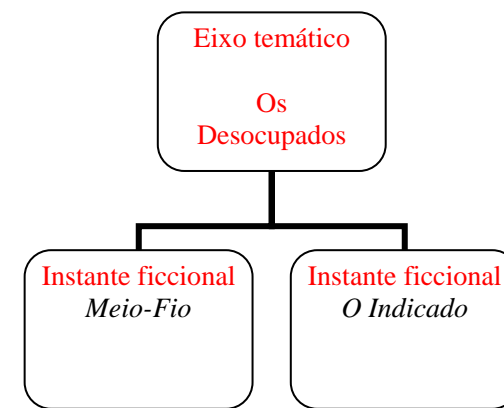 Eixo temático
Os
Desocupados
Instante ficcional
Meio-Fio
Instante ficcional
O Indicado